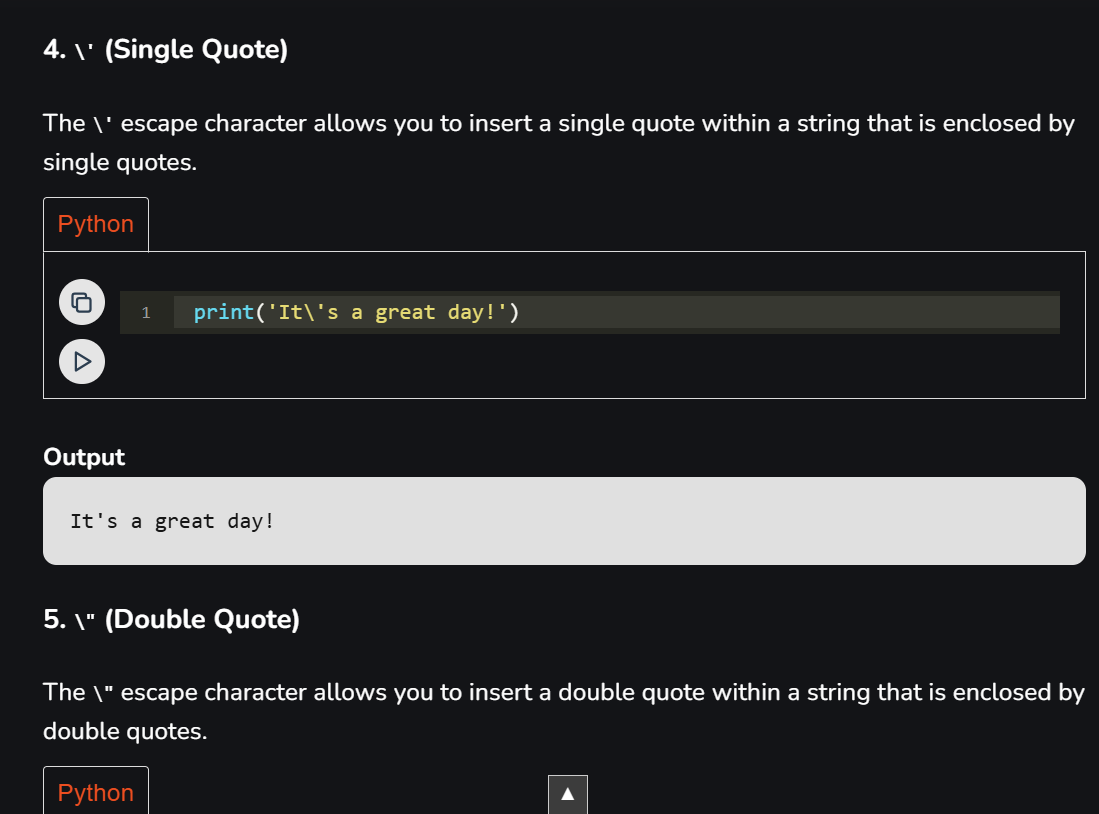 4. \' (Single Quote)
The \' escape character allows you to insert a single quote within a string that is enclosed by
single quotes.
Python
1 print('It\'s a great day!')
Output
It's a great day!
5. \" (Double Quote)
The \" escape character allows you to insert a double quote within a string that is enclosed by
double quotes.
Python